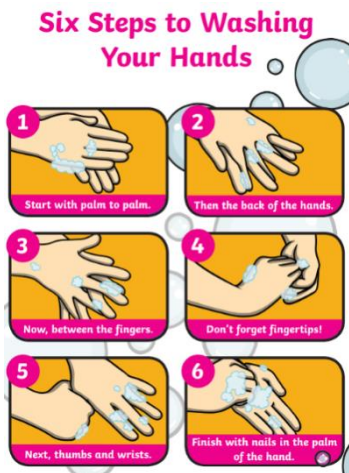 Six Steps to Washing
Your Hands
1
Start with palm to palm.
2
Then the back of the hands.
3
Now, between the fingers.
4
Don't forget fingertips!
5
Next, thumbs and wrists.
6
Finish with nails in the palm
of the hand.